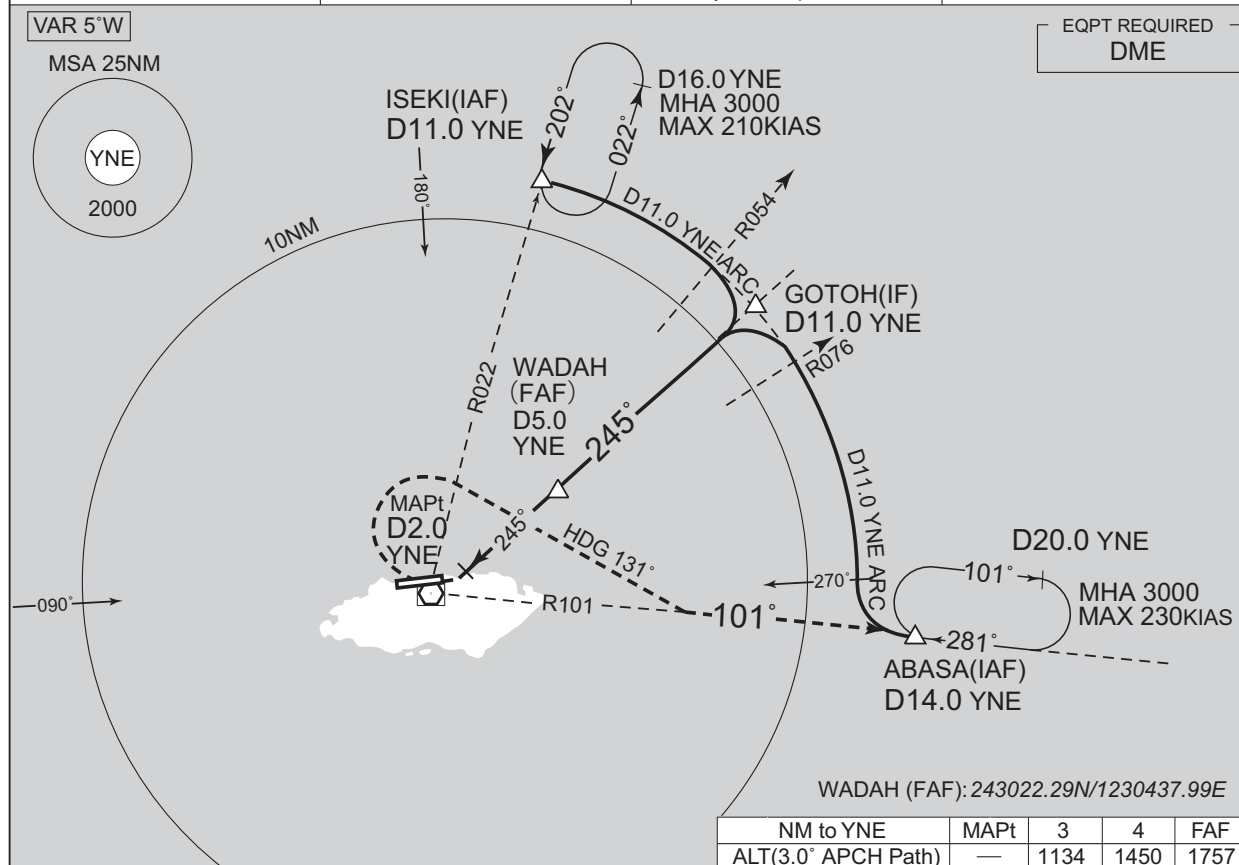 VAR 5°W
MSA 25NM
YNE
2000
EQPT REQUIRED
DME
ISEKI(IAF)
D11.0 YNE
202°
022°
D16.0 YNE
MHA 3000
MAX 210KIAS
180°
10NM
D11.0 YNE ARC
R054
GOTOH(IF)
D11.0 YNE
R076
R022
WADAH
(FAF)
D5.0
YNE
245°
MAPt
D2.0
YNE
245°
HDG 131°
D11.0 YNE ARC
D20.0 YNE
101°
MHA 3000
MAX 230KIAS
090°
270°
R101
101°
281°
ABASA(IAF)
D14.0 YNE
WADAH (FAF): 243022.29N/1230437.99E
NM to YNE MAPt 3 4 FAF
ALT(3.0° APCH Path) — 1134 1450 1757